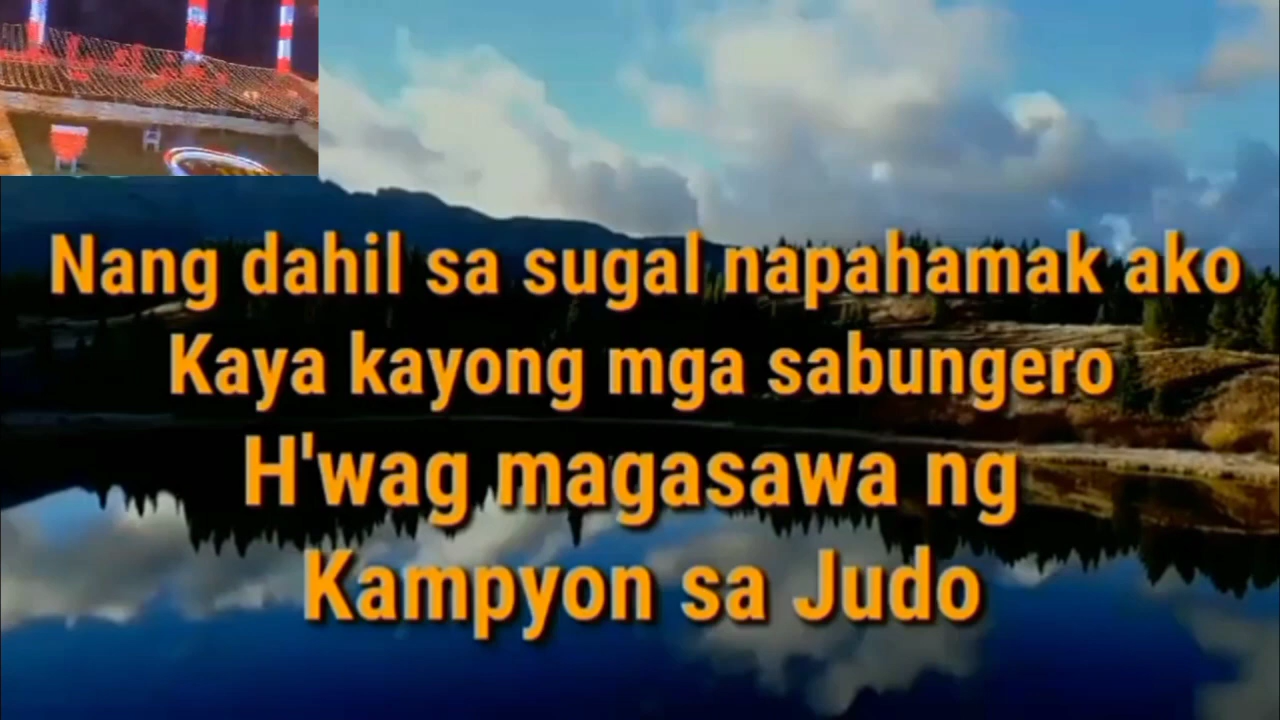 Nang dahil sa sugal napahamak ako
Kaya kayong mga sabungero
H'wag magasawa ng
Kampyon sa Judo